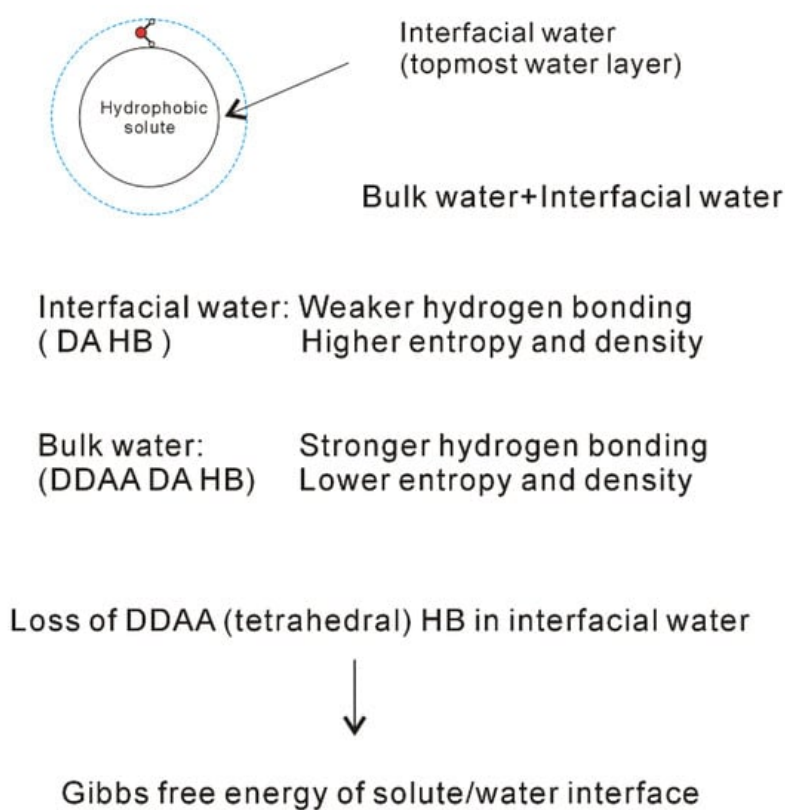 Interfacial water
(topmost water layer)
Hydrophobic
solute
Bulk water+Interfacial water
Interfacial water: Weaker hydrogen bonding
( DA HB ) Higher entropy and density
Bulk water: Stronger hydrogen bonding
(DDAA DA HB) Lower entropy and density
Loss of DDAA (tetrahedral) HB in interfacial water
Gibbs free energy of solute/water interface